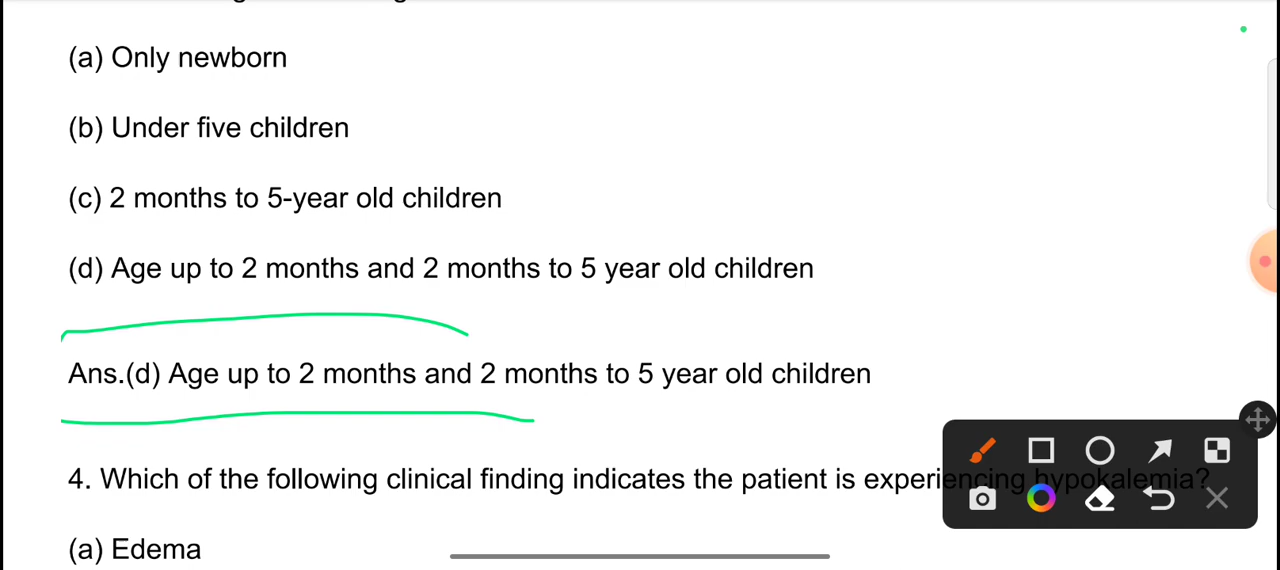 (a) Only newborn
(b) Under five children
(c) 2 months to 5-year old children
(d) Age up to 2 months and 2 months to 5 year old children
Ans.(d) Age up to 2 months and 2 months to 5 year old children
4. Which of the following clinical finding indicates the patient is experiencing hypokalemia?
(a) Edema